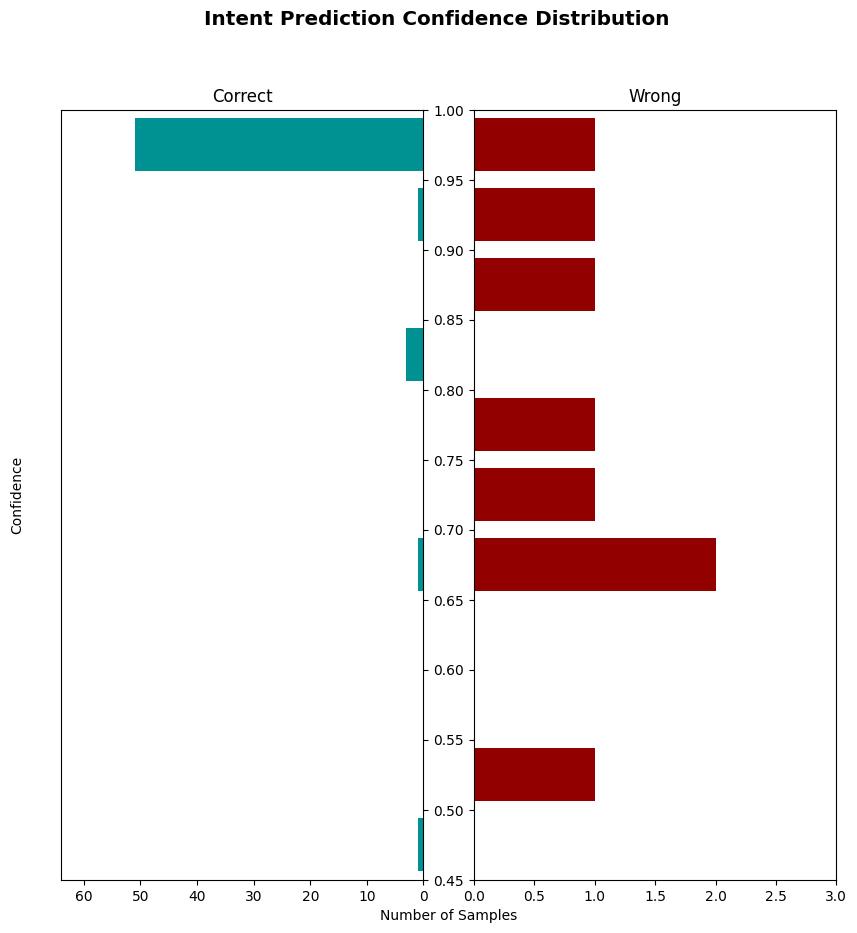 Intent Prediction Confidence Distribution
Correct
Wrong
1.00
0.95
0.90
0.85
0.80
0.75
0.70
0.65
0.60
0.55
0.50
0.45
Confidence
60 50 40 30 20 10 0
0.0 0.5 1.0 1.5 2.0 2.5 3.0
Number of Samples